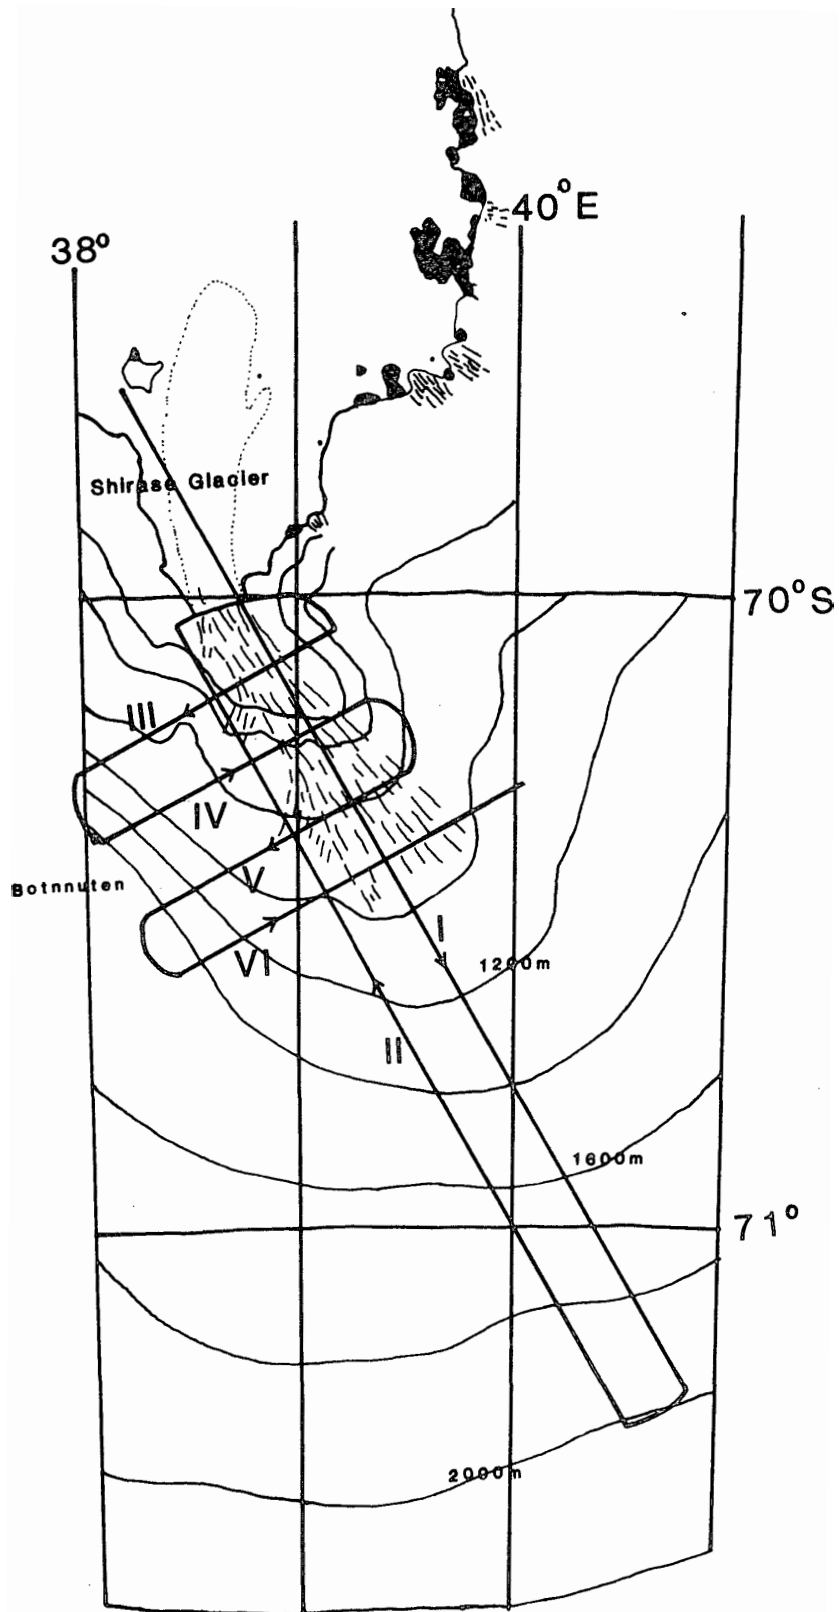 40°E
38°
Shirase Glacier
70°S
III
IV
V
Botnnuten
I
VI
1200m
II
1600m
71°
2000m